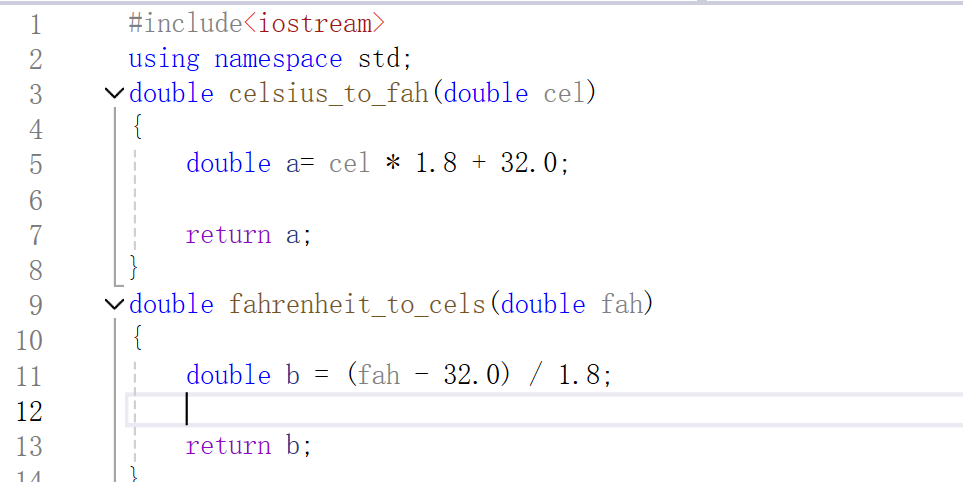 1 #include<iostream>
2 using namespace std;
3 double celsius_to_fah(double cel)
4 {
5 double a= cel * 1.8 + 32.0;
6
7 return a;
8 }
9 double fahrenheit_to_cels(double fah)
10 {
11 double b = (fah - 32.0) / 1.8;
12
13 return b;
14 }